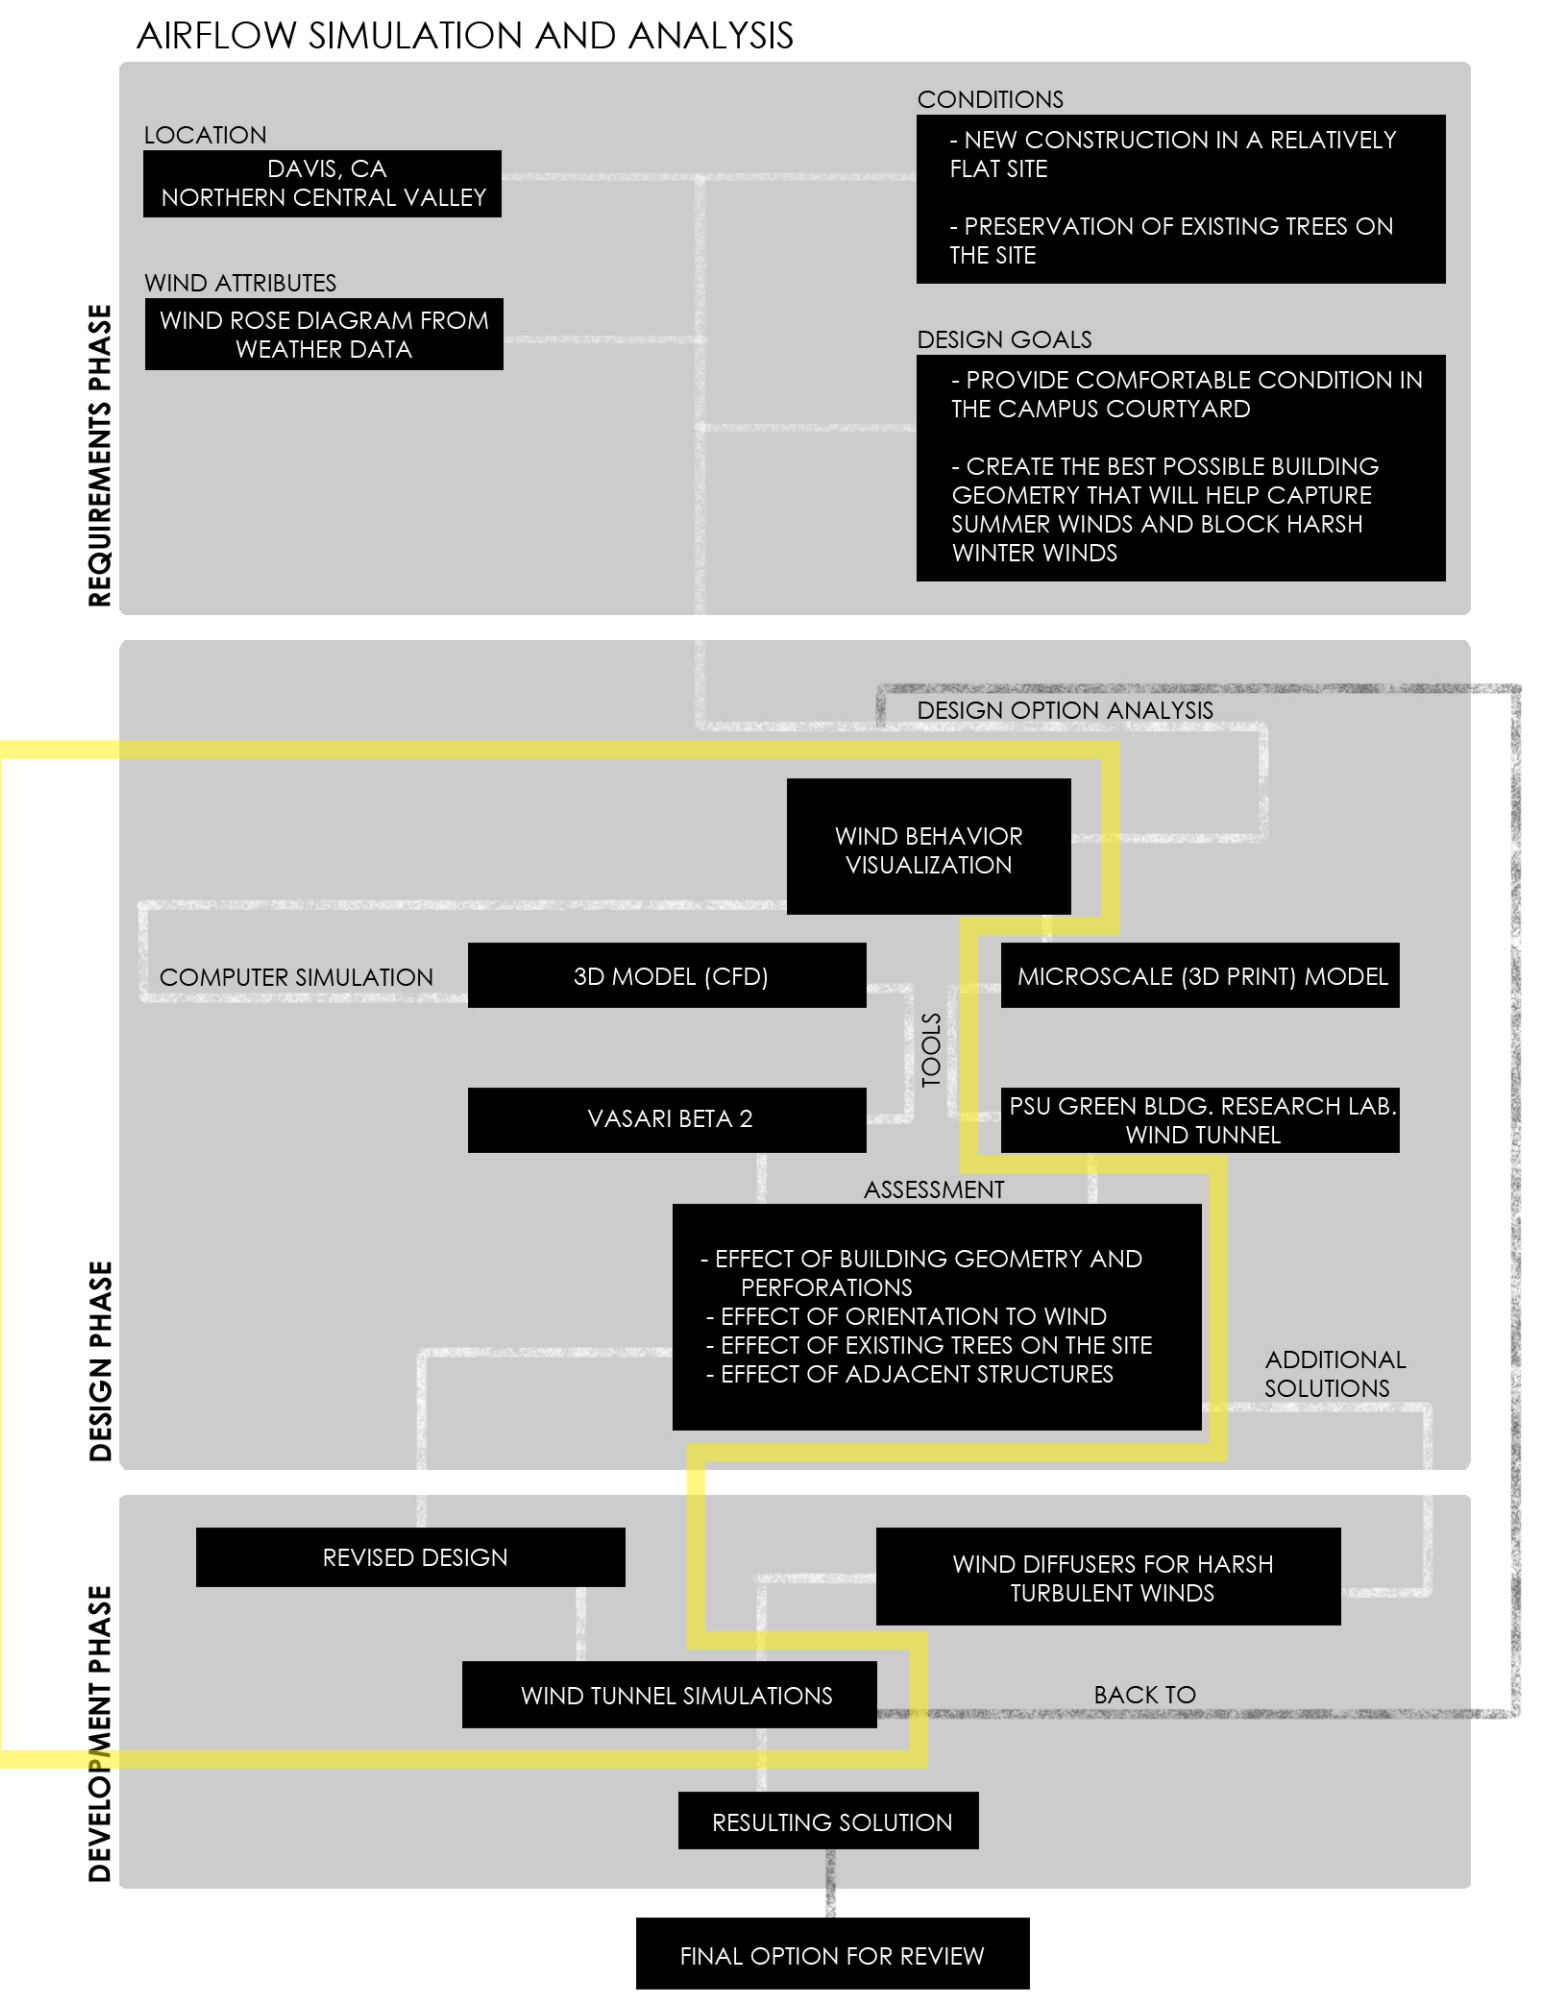 AIRFLOW SIMULATION AND ANALYSIS
REQUIREMENTS PHASE
LOCATION
DAVIS, CA
NORTHERN CENTRAL VALLEY
WIND ATTRIBUTES
WIND ROSE DIAGRAM FROM
WEATHER DATA
CONDITIONS
- NEW CONSTRUCTION IN A RELATIVELY
FLAT SITE
- PRESERVATION OF EXISTING TREES ON
THE SITE
DESIGN GOALS
- PROVIDE COMFORTABLE CONDITION IN
THE CAMPUS COURTYARD
- CREATE THE BEST POSSIBLE BUILDING
GEOMETRY THAT WILL HELP CAPTURE
SUMMER WINDS AND BLOCK HARSH
WINTER WINDS
DESIGN PHASE
DESIGN OPTION ANALYSIS
WIND BEHAVIOR
VISUALIZATION
COMPUTER SIMULATION
3D MODEL (CFD)
MICROSCALE (3D PRINT) MODEL
TOOLS
VASARI BETA 2
PSU GREEN BLDG. RESEARCH LAB.
WIND TUNNEL
ASSESSMENT
- EFFECT OF BUILDING GEOMETRY AND
PERFORATIONS
- EFFECT OF ORIENTATION TO WIND
- EFFECT OF EXISTING TREES ON THE SITE
- EFFECT OF ADJACENT STRUCTURES
ADDITIONAL
SOLUTIONS
DEVELOPMENT PHASE
REVISED DESIGN
WIND DIFFUSERS FOR HARSH
TURBULENT WINDS
WIND TUNNEL SIMULATIONS
BACK TO
RESULTING SOLUTION
FINAL OPTION FOR REVIEW